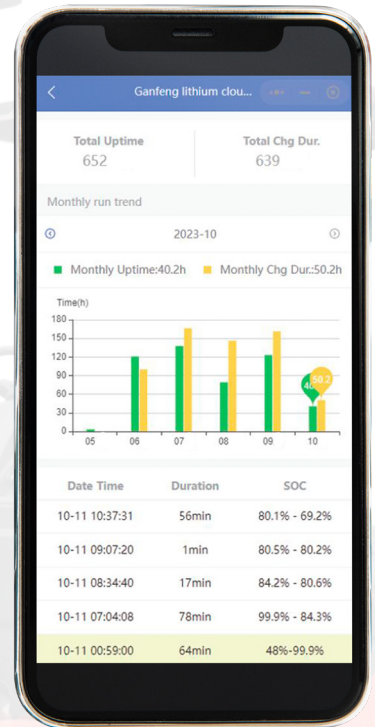 Ganfeng lithium clou...
Total Uptime Total Chg Dur.
652 639
Monthly run trend
2023-10
Monthly Uptime:40.2h Monthly Chg Dur.:50.2h
Time(h)
180
150
120
90
60
30
0
50.2
05 06 07 08 09 10
Date Time Duration SOC
10-11 10:37:31 56min 80.1% - 69.2%
10-11 09:07:20 1min 80.5% - 80.2%
10-11 08:34:40 17min 84.2% - 80.6%
10-11 07:04:08 78min 99.9% - 84.3%
10-11 00:59:00 64min 48%-99.9%